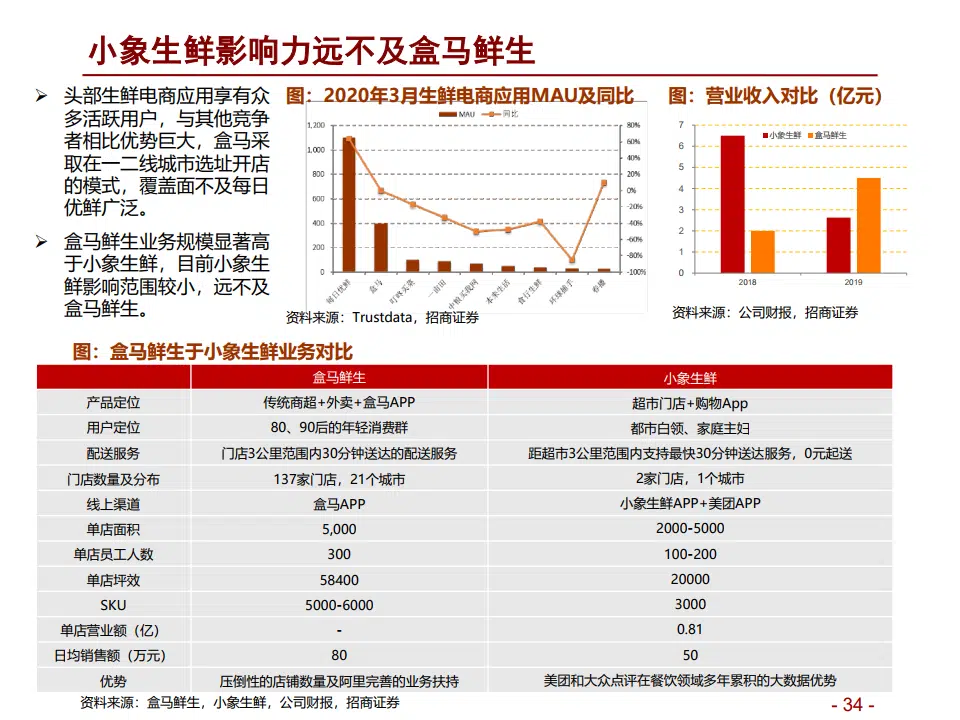 小象生鲜影响力远不及盒马鲜生
➢ 头部生鲜电商应用享有众
多活跃用户，与其他竞争
者相比优势巨大，盒马采
取在一二线城市选址开店
的模式，覆盖面不及每日
优鲜广泛。
➢ 盒马鲜生业务规模显著高
于小象生鲜，目前小象生
鲜影响范围较小，远不及
盒马鲜生。
图：2020年3月生鲜电商应用MAU及同比
MAU 同比
1,200
1,000
800
600
400
200
0
80%
60%
40%
20%
0%
-20%
-40%
-60%
-80%
-100%
每日优鲜
盒马
叮咚买菜
一亩田
中粮我买网
本来生活
食行生鲜
环球捕手
春播
资料来源：Trustdata，招商证券
图：营业收入对比（亿元）
小象生鲜 盒马鲜生
7
6
5
4
3
2
1
0
2018 2019
资料来源：公司财报，招商证券
图：盒马鲜生于小象生鲜业务对比
盒马鲜生 小象生鲜
产品定位 传统商超+外卖+盒马APP 超市门店+购物App
用户定位 80、90后的年轻消费群 都市白领、家庭主妇
配送服务 门店3公里范围内30分钟送达的配送服务 距超市3公里范围内支持最快30分钟送达服务，0元起送
门店数量及分布 137家门店，21个城市 2家门店，1个城市
线上渠道 盒马APP 小象生鲜APP+美团APP
单店面积 5,000 2000-5000
单店员工人数 300 100-200
单店坪效 58400 20000
SKU 5000-6000 3000
单店营业额（亿） - 0.81
日均销售额（万元） 80 50
优势 压倒性的店铺数量及阿里完善的业务扶持 美团和大众点评在餐饮领域多年累积的大数据优势
资料来源：盒马鲜生，小象鲜生，公司财报，招商证券
- 34 -